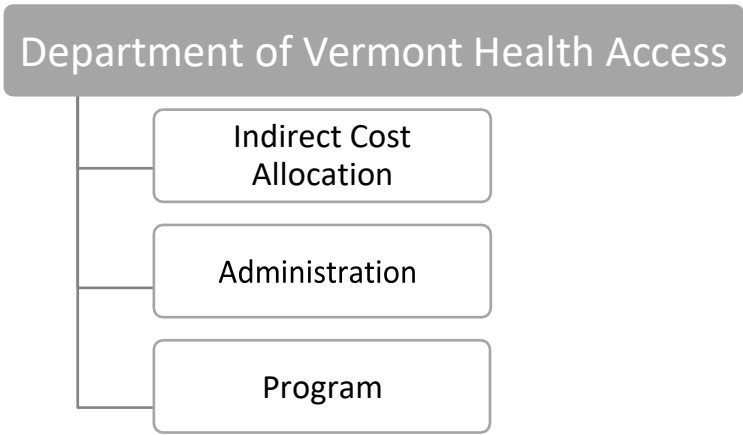 Department of Vermont Health Access
Indirect Cost
Allocation
Administration
Program